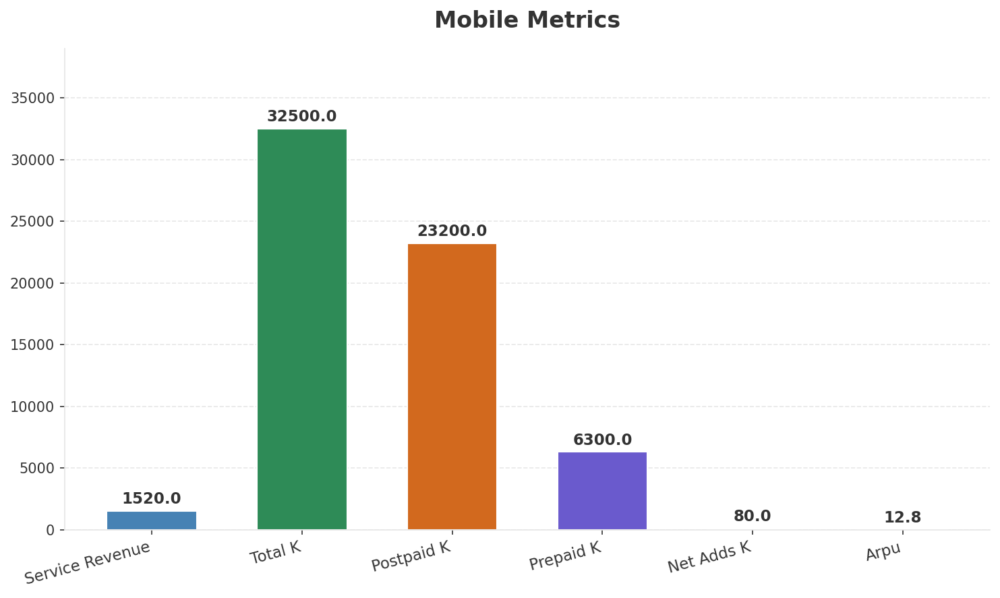 Mobile Metrics
35000
30000
25000
20000
15000
10000
5000
0
1520.0
32500.0
23200.0
6300.0
80.0
12.8
Service Revenue
Total K
Postpaid K
Prepaid K
Net Adds K
Arpu